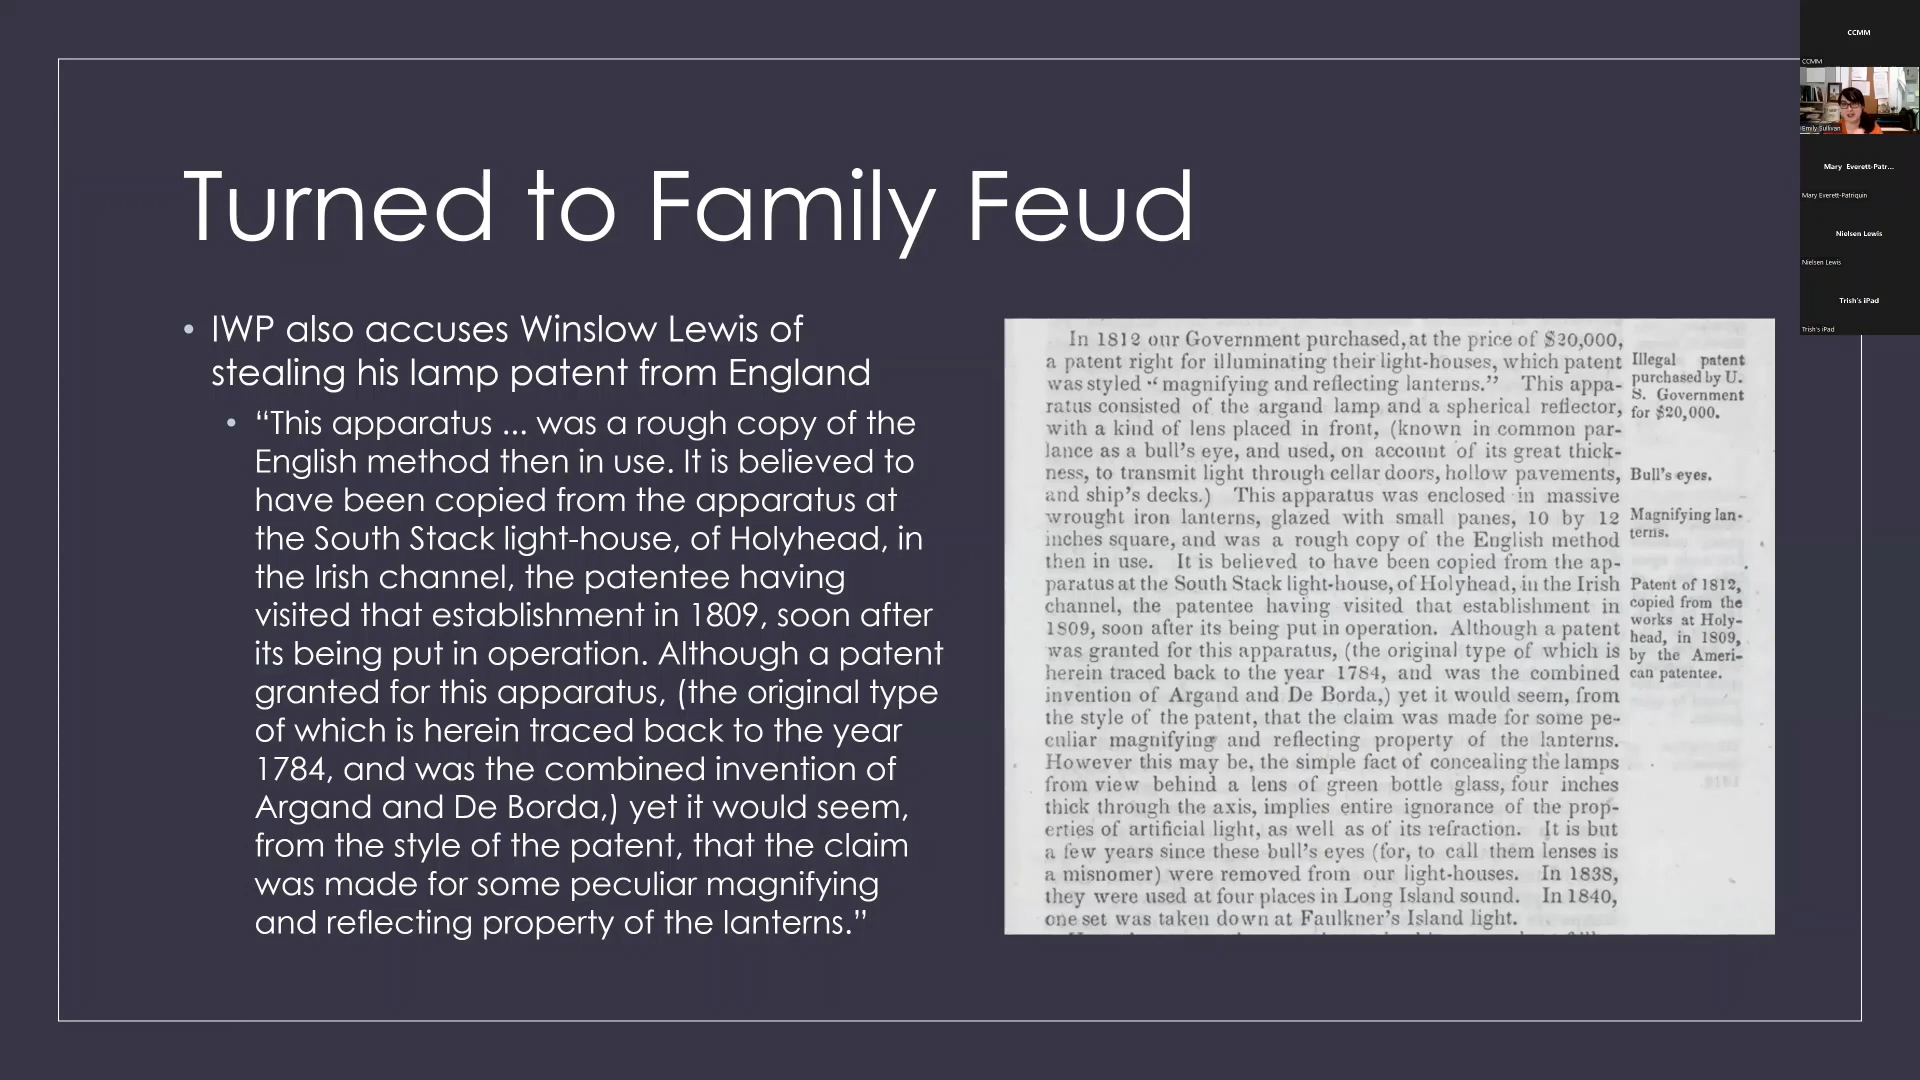 Turned to Family Feud
• IWP also accuses Winslow Lewis of
stealing his lamp patent from England
• “This apparatus ... was a rough copy of the
English method then in use. It is believed to
have been copied from the apparatus at
the South Stack light-house, of Holyhead, in
the Irish channel, the patentee having
visited that establishment in 1809, soon after
its being put in operation. Although a patent
granted for this apparatus, (the original type
of which is herein traced back to the year
1784, and was the combined invention of
Argand and De Borda,) yet it would seem,
from the style of the patent, that the claim
was made for some peculiar magnifying
and reflecting property of the lanterns.”
In 1812 our Government purchased, at the price of $20,000,
a patent right for illuminating their light-houses, which patent
was styled “magnifying and reflecting lanterns.” This appa-
ratus consisted of the argand lamp and a spherical reflector,
with a kind of lens placed in front, (known in common par-
lance as a bull's eye, and used, on account of its great thick-
ness, to transmit light through cellar doors, hollow pavements,
and ship's decks.) This apparatus was enclosed in massive
wrought iron lanterns, glazed with small panes, 10 by 12
inches square, and was a rough copy of the English method
then in use. It is believed to have been copied from the ap-
paratus at the South Stack light-house, of Holyhead, in the Irish
channel, the patentee having visited that establishment in
1809, soon after its being put in operation. Although a patent
was granted for this apparatus, (the original type of which is
herein traced back to the year 1784, and was the combined
invention of Argand and De Borda,) yet it would seem, from
the style of the patent, that the claim was made for some pe-
culiar magnifying and reflecting property of the lanterns.
However this may be, the simple fact of concealing the lamps
from view behind a lens of green bottle glass, four inches
thick through the axis, implies entire ignorance of the prop-
erties of artificial light, as well as of its refraction. It is but
a few years since these bull's eyes (for, to call them lenses is
a misnomer) were removed from our light-houses. In 1838,
they were used at four places in Long Island sound. In 1840,
one set was taken down at Faulkner's Island light.
Illegal patent
purchased by U.
S. Government
for $20,000.
Bull's eyes.
Magnifying lan-
terns.
Patent of 1812,
copied from the
works at Holy-
head, in 1809,
by the Ameri-
can patentee.
CCMM
CCMM
Emily Sullivan
Mary Everett-Patr...
Mary Everett-Patriquin
Nielsen Lewis
Nielsen Lewis
Trish's iPad
Trish's iPad